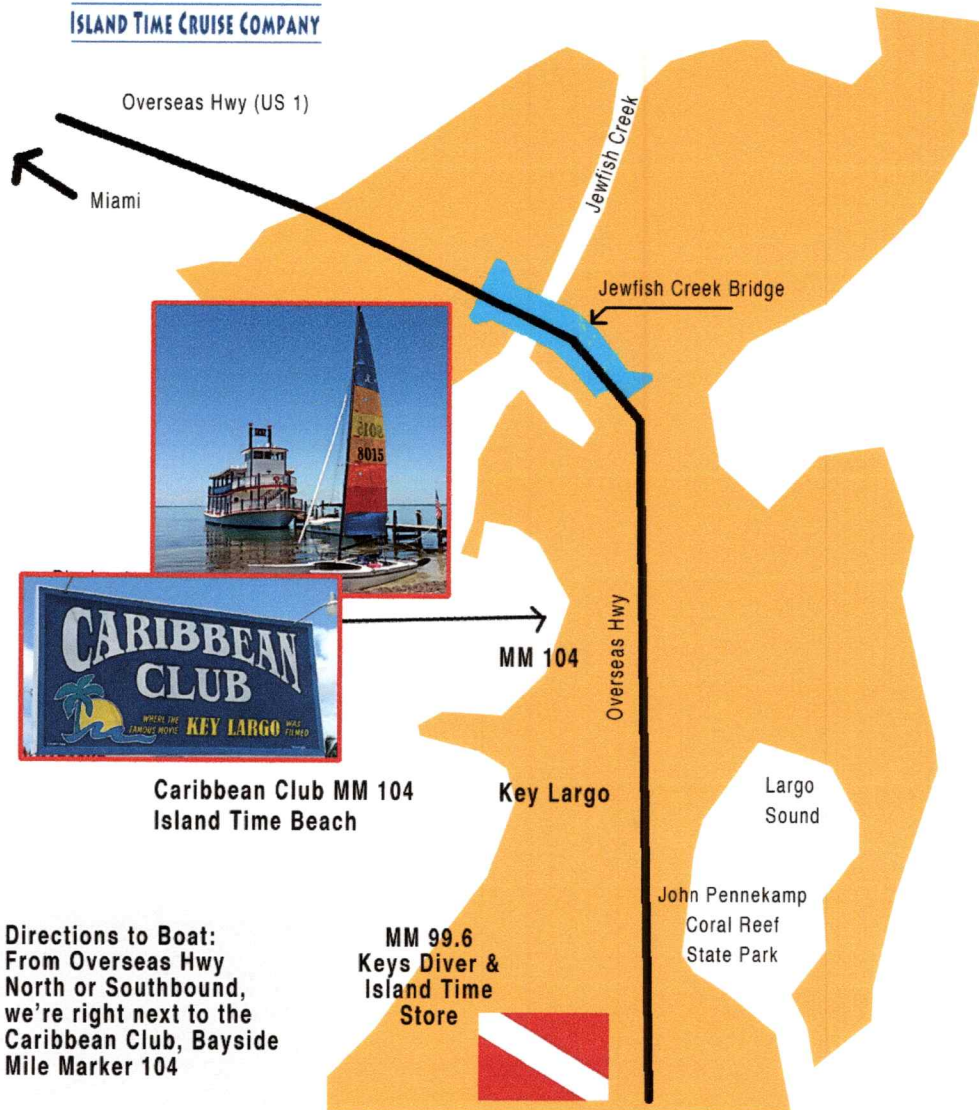 ISLAND TIME CRUISE COMPANY
Overseas Hwy (US 1)
Miami
Jewfish Creek
Jewfish Creek Bridge
8015
8015
CARIBBEAN
CLUB
WHERE THE
FAMOUS MOVIE KEY LARGO WAS
FILMED
MM 104
Overseas Hwy
Caribbean Club MM 104
Island Time Beach
Key Largo
Largo
Sound
John Pennekamp
Coral Reef
State Park
Directions to Boat:
From Overseas Hwy
North or Southbound,
we're right next to the
Caribbean Club, Bayside
Mile Marker 104
MM 99.6
Keys Diver &
Island Time
Store